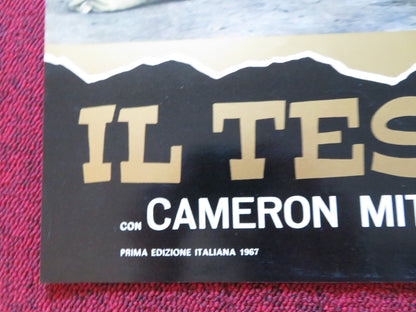 IL TES
CON CAMERON MIT
PRIMA EDIZIONE ITALIANA 1967